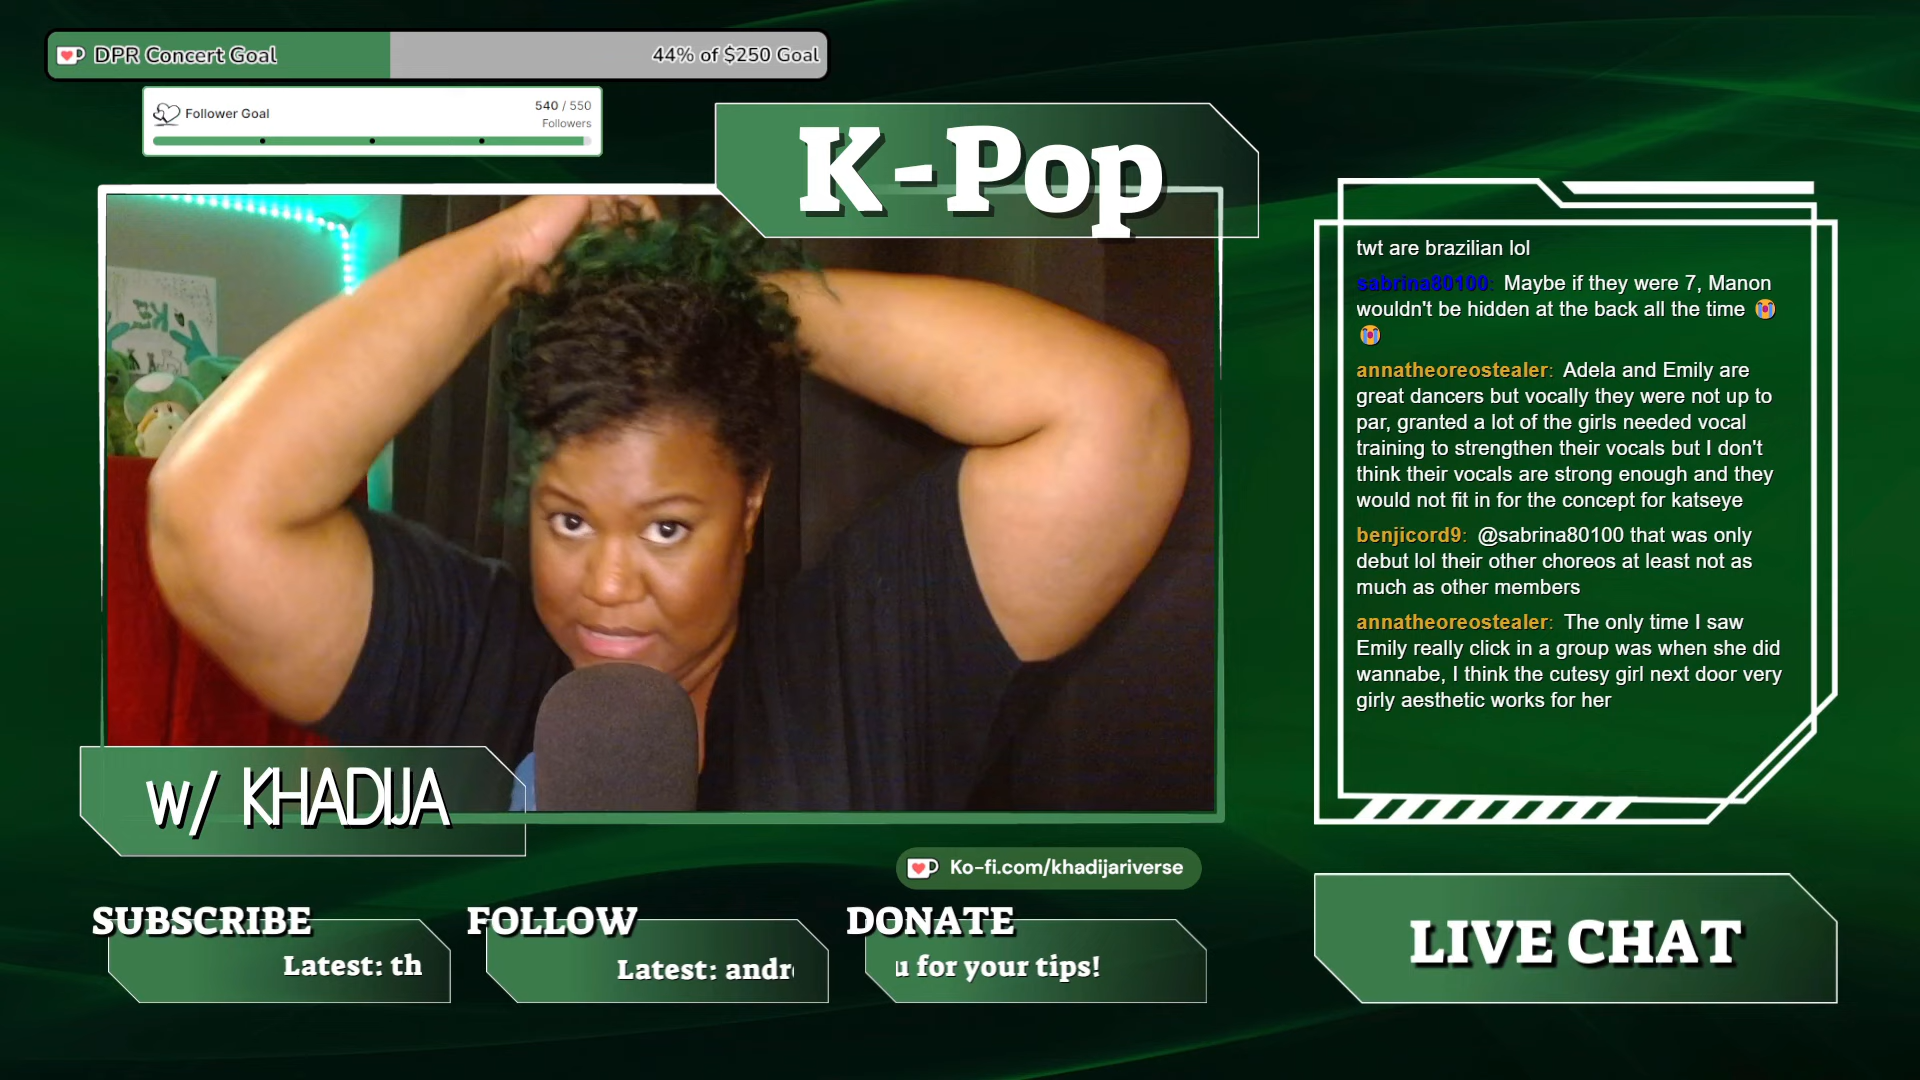 DPR Concert Goal
44% of $250 Goal
Follower Goal
540 / 550
Followers
K-Pop
twt are brazilian lol
sabrina80100: Maybe if they were 7, Manon
wouldn't be hidden at the back all the time 😭
😭
annatheoreostealer: Adela and Emily are
great dancers but vocally they were not up to
par, granted a lot of the girls needed vocal
training to strengthen their vocals but I don't
think their vocals are strong enough and they
would not fit in for the concept for katseye
benjicord9: @sabrina80100 that was only
debut lol their other choreos at least not as
much as other members
annatheoreostealer: The only time I saw
Emily really click in a group was when she did
wannabe, I think the cutesy girl next door very
girly aesthetic works for her
w/ KHADIJA
Ko-fi.com/khadijariverse
SUBSCRIBE
Latest: th
FOLLOW
Latest: andr
DONATE
u for your tips!
LIVE CHAT